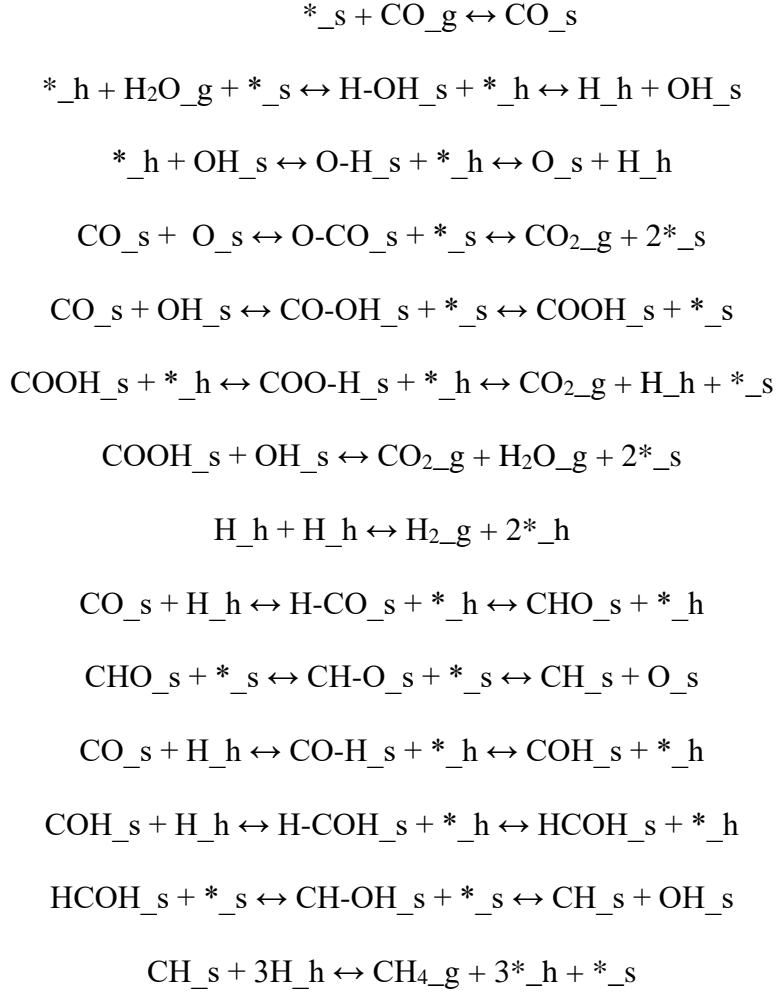 *_s + CO_g ↔ CO_s
*_h + H₂O_g + *_s ↔ H-OH_s + *_h ↔ H_h + OH_s
*_h + OH_s ↔ O-H_s + *_h ↔ O_s + H_h
CO_s + O_s ↔ O-CO_s + *_s ↔ CO₂_g + 2*_s
CO_s + OH_s ↔ CO-OH_s + *_s ↔ COOH_s + *_s
COOH_s + *_h ↔ COO-H_s + *_h ↔ CO₂_g + H_h + *_s
COOH_s + OH_s ↔ CO₂_g + H₂O_g + 2*_s
H_h + H_h ↔ H₂_g + 2*_h
CO_s + H_h ↔ H-CO_s + *_h ↔ CHO_s + *_h
CHO_s + *_s ↔ CH-O_s + *_s ↔ CH_s + O_s
CO_s + H_h ↔ CO-H_s + *_h ↔ COH_s + *_h
COH_s + H_h ↔ H-COH_s + *_h ↔ HCOH_s + *_h
HCOH_s + *_s ↔ CH-OH_s + *_s ↔ CH_s + OH_s
CH_s + 3H_h ↔ CH₄_g + 3*_h + *_s